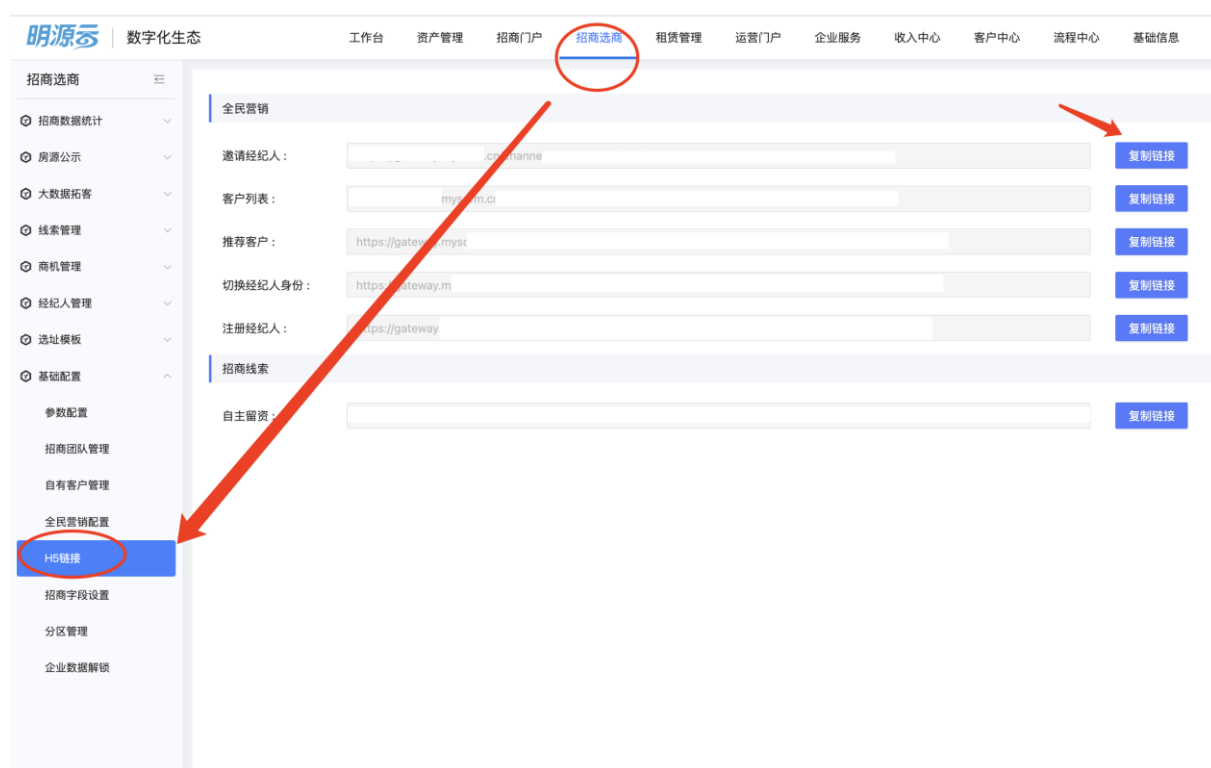 明源云 数字化生态 工作台 资产管理 招商门户 招商选商 租赁管理 运营门户 企业服务 收入中心 客户中心 流程中心 基础信息
招商选商
招商数据统计
房源公示
大数据拓客
线索管理
商机管理
经纪人管理
选址模板
基础配置
参数配置
招商团队管理
自有客户管理
全民营销配置
H5链接
招商字段设置
分区管理
企业数据解锁
全民营销
邀请经纪人： 复制链接
客户列表： 复制链接
推荐客户： https://gateway.myso 复制链接
切换经纪人身份： gateway.m 复制链接
注册经纪人： https://gateway 复制链接
招商线索
自主留资： 复制链接